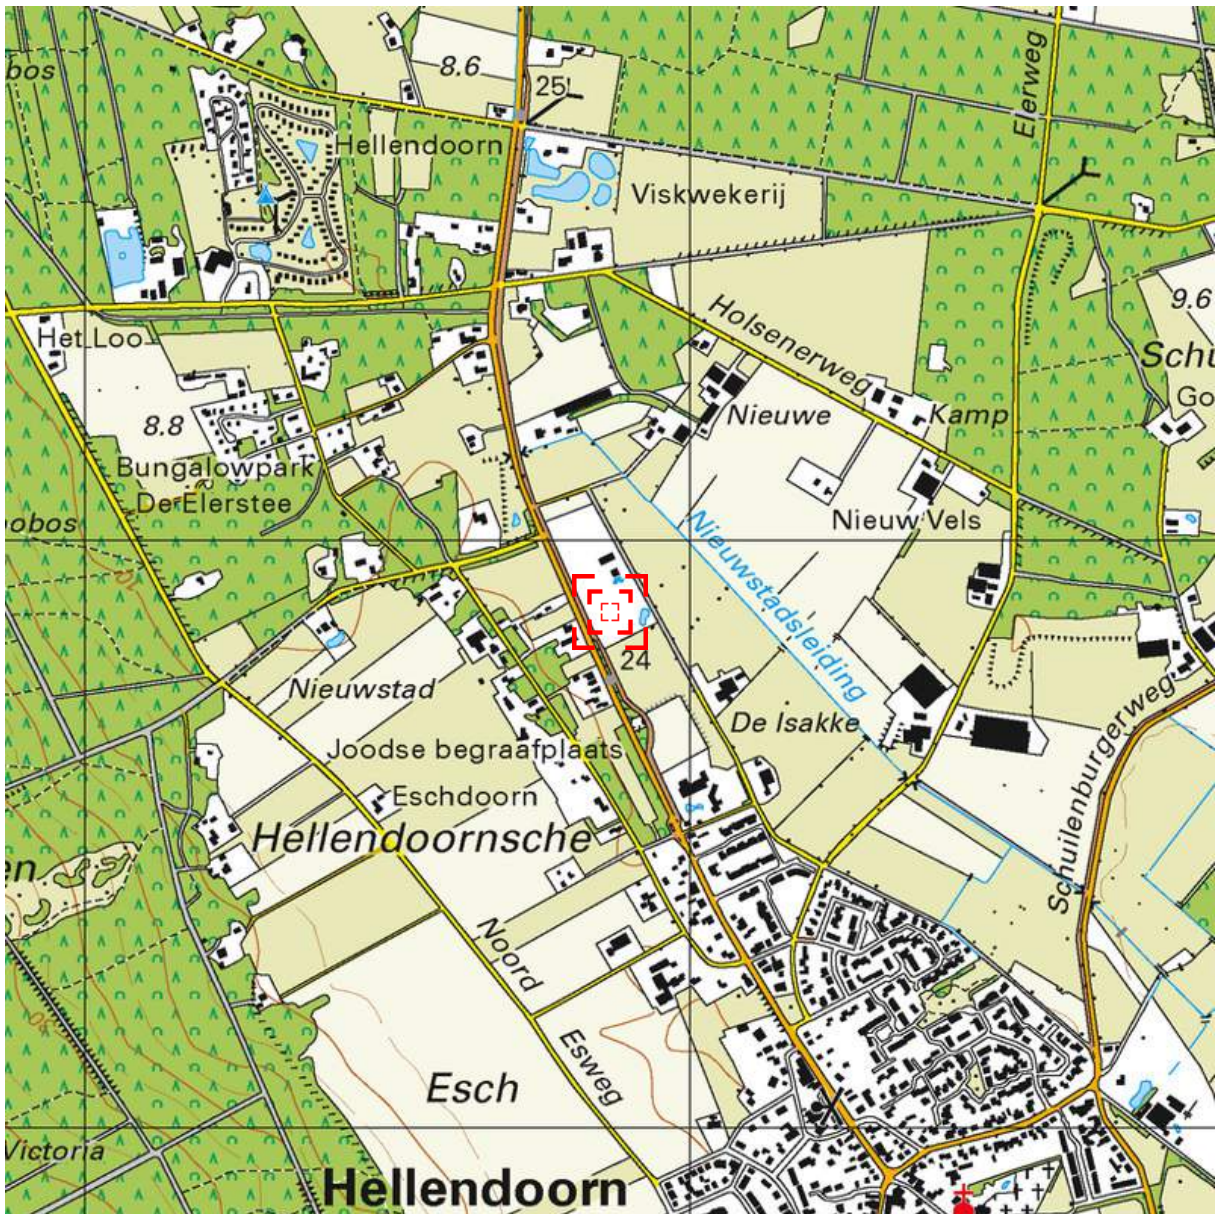 bos
8.6
25
Elerweg
Hellendoorn
Viskwekerij
9.6
Holsenerweg
Het Loo
Schu
Go
8.8
Nieuwe
Kamp
Bungalowpark
De Elerstee
oobos
Nieuw Vels
Nieuwstadsleiding
24
Nieuwstad
De Isakke
Schuilenburgerweg
Joodse begraafplaats
Eschdoorn
Hellendoornsche
en
Noord
Esweg
Esch
Victoria
Hellendoorn